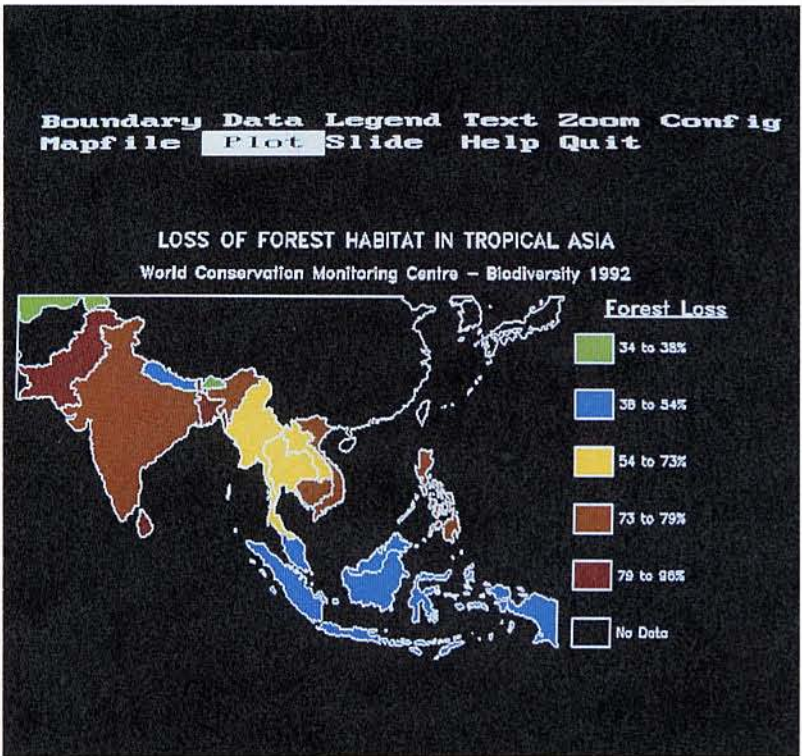 Boundary Data Legend Text Zoom Config
Mapfile Plot Slide Help Quit
LOSS OF FOREST HABITAT IN TROPICAL ASIA
World Conservation Monitoring Centre - Biodiversity 1992
Forest Loss
34 to 38%
38 to 54%
54 to 73%
73 to 79%
79 to 96%
No Data